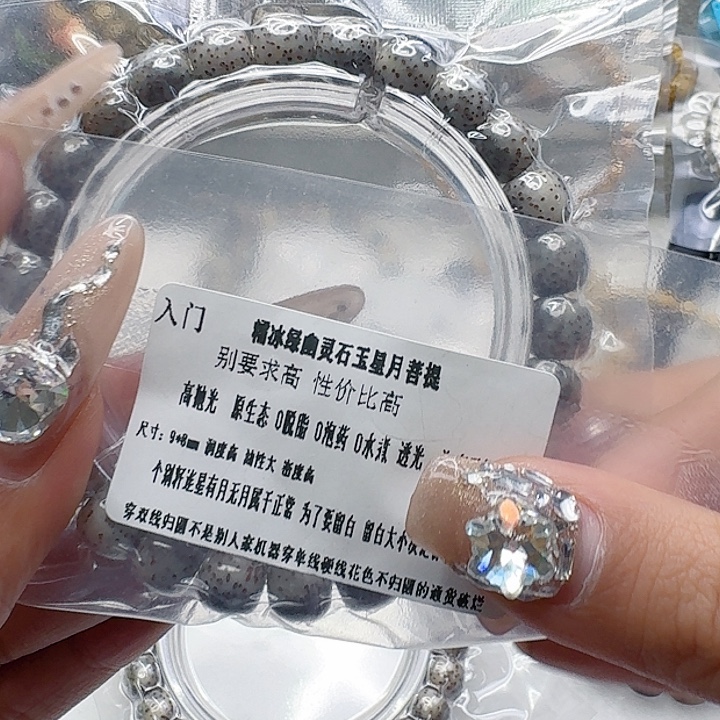 入门
糯冰绿幽灵石玉星月菩提
别要求高 性价比高
高抛光 原生态 0脱脂 0泡药 0水渍 透光
尺寸：9*8mm 润度高 油性大 密度高
个别籽连星有月无月属于正常 为了要留白 留白大小
穿双线归圆不是别人家机器穿单线硬线花色不归圆的通货破烂